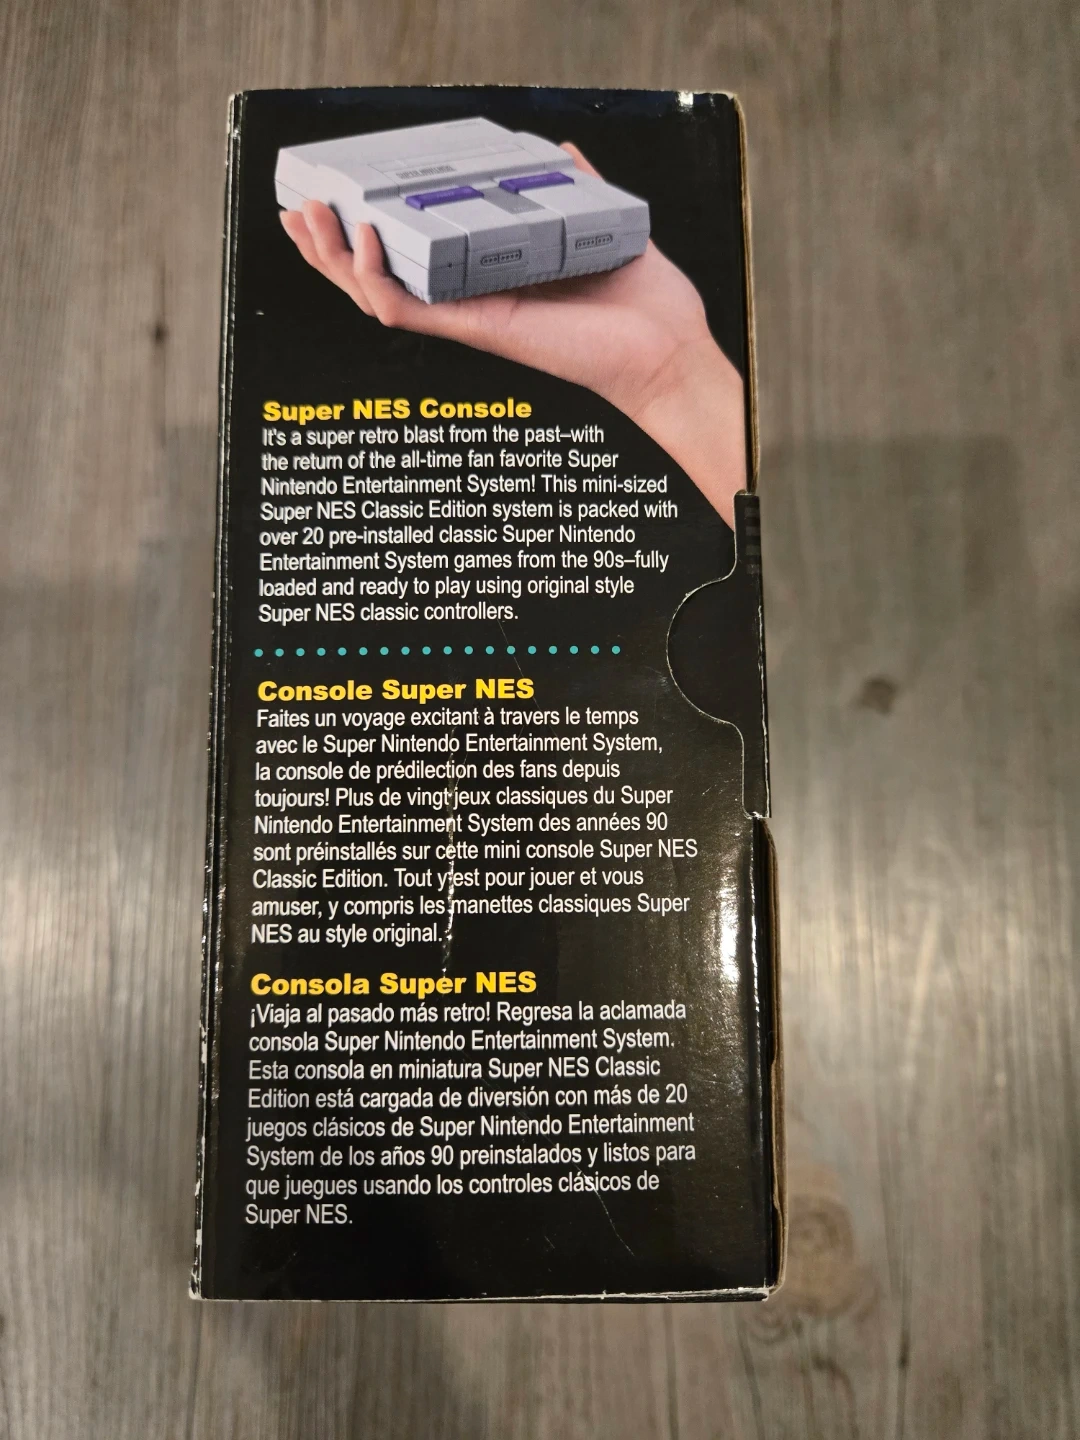 Super NES Console
It's a super retro blast from the past–with
the return of the all-time fan favorite Super
Nintendo Entertainment System! This mini-sized
Super NES Classic Edition system is packed with
over 20 pre-installed classic Super Nintendo
Entertainment System games from the 90s–fully
loaded and ready to play using original style
Super NES classic controllers.
Console Super NES
Faites un voyage excitant à travers le temps
avec le Super Nintendo Entertainment System,
la console de prédilection des fans depuis
toujours! Plus de vingt jeux classiques du Super
Nintendo Entertainment System des années 90
sont préinstallés sur cette mini console Super NES
Classic Edition. Tout y est pour jouer et vous
amuser, y compris les manettes classiques Super
NES au style original.
Consola Super NES
¡Viaja al pasado más retro! Regresa la aclamada
consola Super Nintendo Entertainment System.
Esta consola en miniatura Super NES Classic
Edition está cargada de diversión con más de 20
juegos clásicos de Super Nintendo Entertainment
System de los años 90 preinstalados y listos para
que juegues usando los controles clásicos de
Super NES.